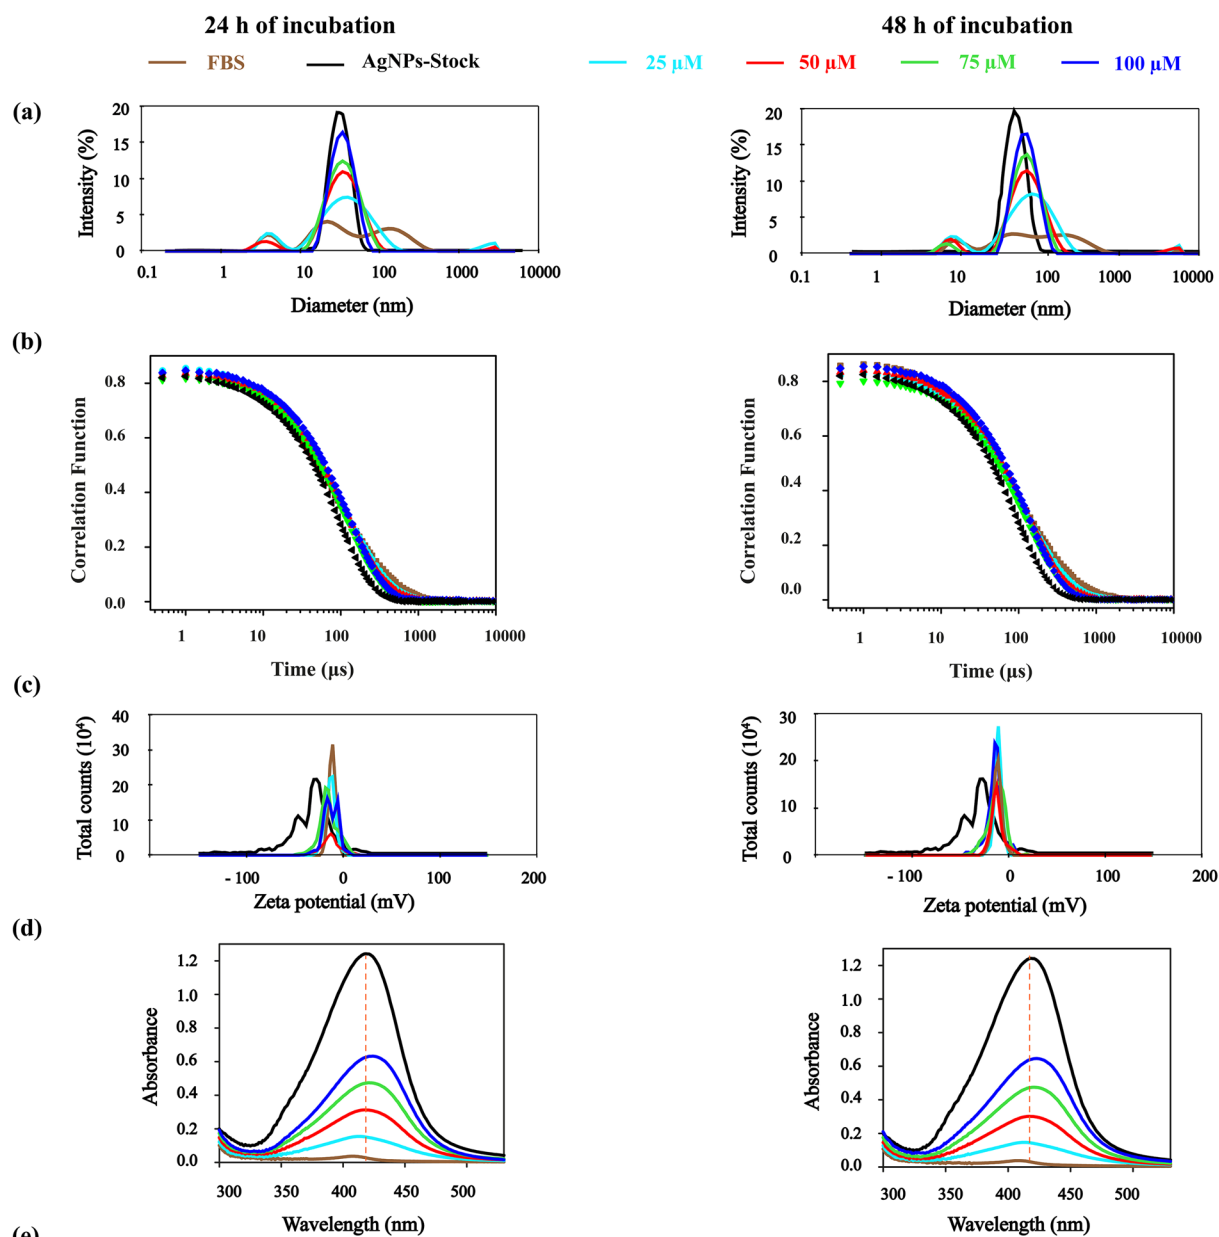 24 h of incubation
48 h of incubation
FBS AgNPs-Stock 25 µM 50 µM 75 µM 100 µM
(a)
Intensity (%)
20
15
10
5
0
0.1 1 10 100 1000 10000
Diameter (nm)
Intensity (%)
20
15
10
5
0
0.1 1 10 100 1000 10000
Diameter (nm)
(b)
Correlation Function
0.8
0.6
0.4
0.2
0.0
1 10 100 1000 10000
Time (µs)
Correlation Function
0.8
0.6
0.4
0.2
0.0
1 10 100 1000 10000
Time (µs)
(c)
Total counts (10⁴)
40
30
20
10
0
- 100 0 100 200
Zeta potential (mV)
Total counts (10⁴)
30
20
10
0
- 100 0 100 200
Zeta potential (mV)
(d)
Absorbance
1.2
1.0
0.8
0.6
0.4
0.2
0.0
300 350 400 450 500
Wavelength (nm)
Absorbance
1.2
1.0
0.8
0.6
0.4
0.2
0.0
300 350 400 450 500
Wavelength (nm)
(e)